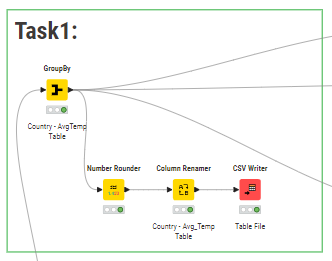 Task1:
GroupBy
Country - AvgTemp
Table
Number Rounder
Column Renamer
CSV Writer
Country - Avg_Temp
Table
Table File